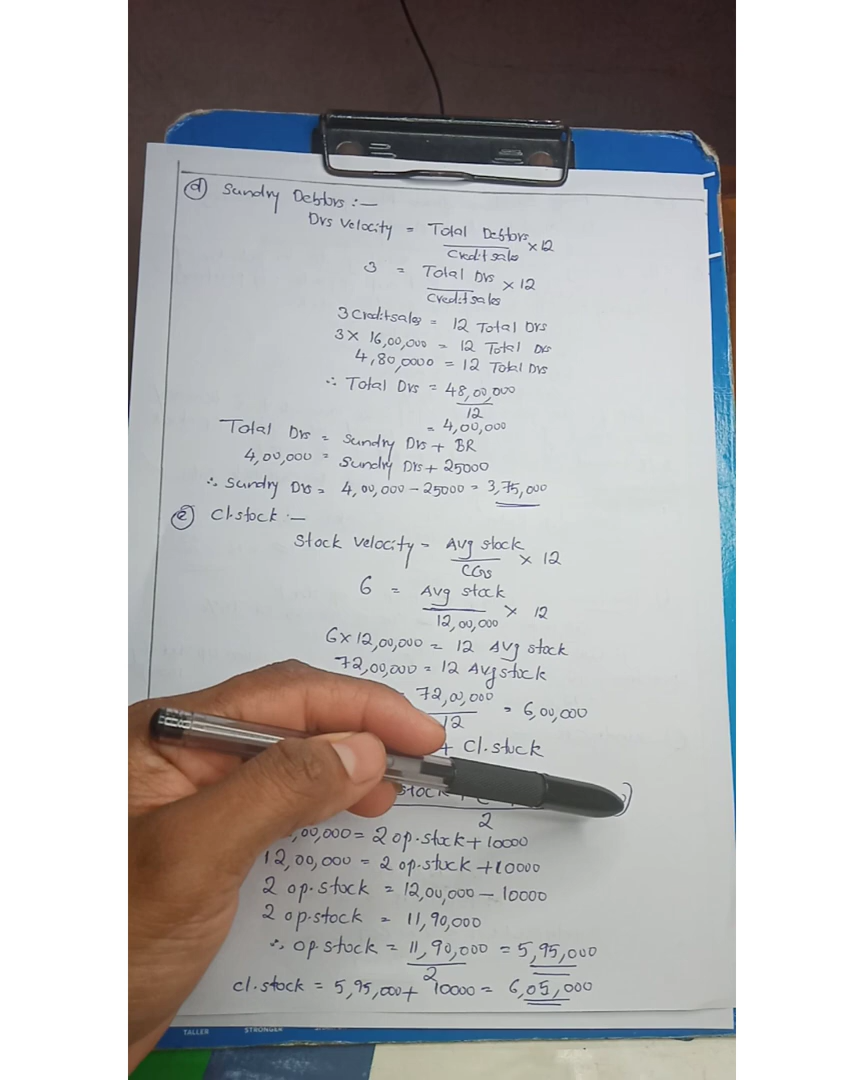 d Sundry Debtors :-
Drs Velocity = Total Debtors / Credit sale × 12
3 = Total Drs / Credit sales × 12
3 Credit sales = 12 Total Drs
3 × 16,00,000 = 12 Total Drs
4,80,0000 = 12 Total Drs
∴ Total Drs = 48,00,000 / 12
= 4,00,000
Total Drs = Sundry Drs + BR
4,00,000 = Sundry Drs + 25000
∴ Sundry Drs = 4,00,000 - 25000 = 3,75,000
e Cl.stock :-
Stock Velocity = Avg stock / CGS × 12
6 = Avg stock / 12,00,000 × 12
6 × 12,00,000 = 12 Avg stock
72,00,000 = 12 Avg stock
72,00,000 / 12 = 6,00,000
+ Cl.stock
2
,00,000 = 2 op.stock + 10000
12,00,000 = 2 op.stock + 10000
2 op.stock = 12,00,000 - 10000
2 op.stock = 11,90,000
∴ op.stock = 11,90,000 / 2 = 5,95,000
cl.stock = 5,95,000 + 10000 = 6,05,000
TALLER STRONGER